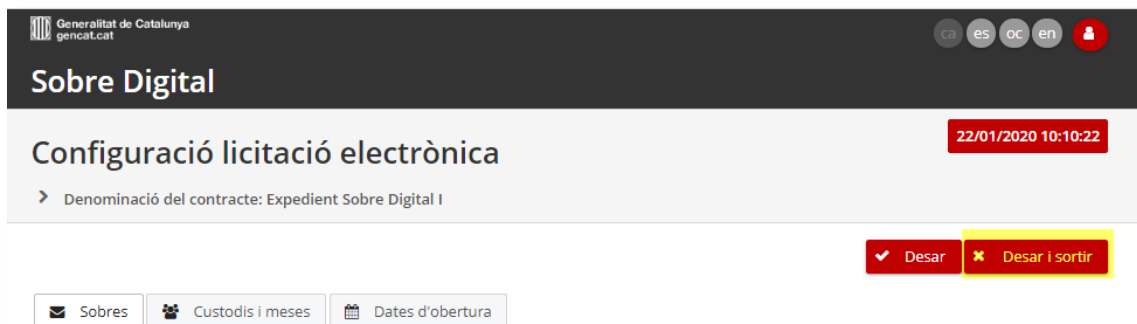 Generalitat de Catalunya
gencat.cat
ca es oc en
Sobre Digital
Configuració licitació electrònica
22/01/2020 10:10:22
Denominació del contracte: Expedient Sobre Digital I
Desar
Desar i sortir
Sobres
Custodis i meses
Dates d'obertura